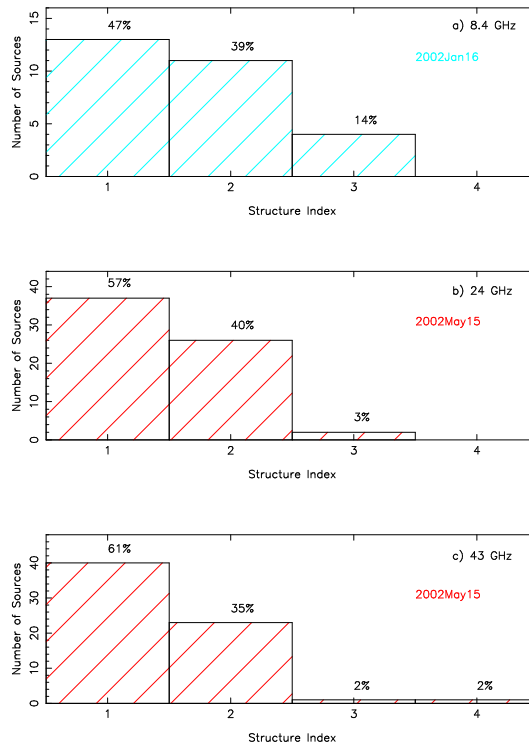 15
10
5
0
Number of Sources
47%
39%
14%
a) 8.4 GHz
2002Jan16
1 2 3 4
Structure Index
40
30
20
10
0
Number of Sources
57%
40%
3%
b) 24 GHz
2002May15
1 2 3 4
Structure Index
40
30
20
10
0
Number of Sources
61%
35%
2%
2%
c) 43 GHz
2002May15
1 2 3 4
Structure Index